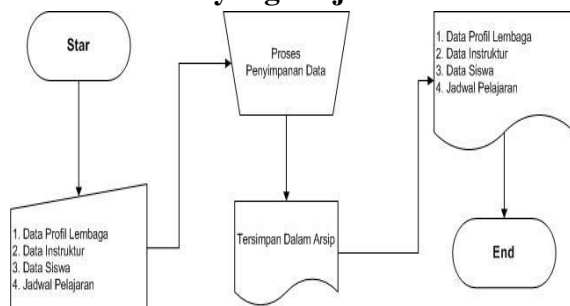 Star
1. Data Profil Lembaga
2. Data Instruktur
3. Data Siswa
4. Jadwal Pelajaran
Proses
Penyimpanan Data
Tersimpan Dalam Arsip
1. Data Profil Lembaga
2. Data Instruktur
3. Data Siswa
4. Jadwal Pelajaran
End